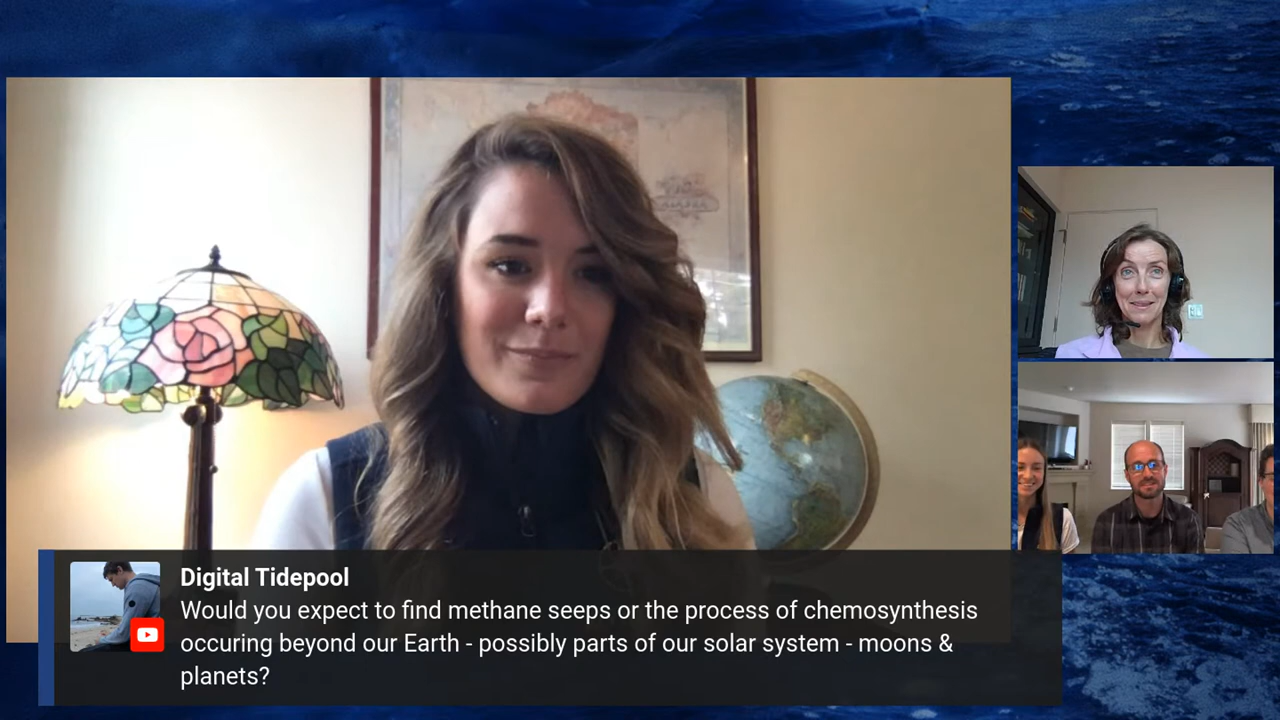 Digital Tidepool
Would you expect to find methane seeps or the process of chemosynthesis
occuring beyond our Earth - possibly parts of our solar system - moons &
planets?